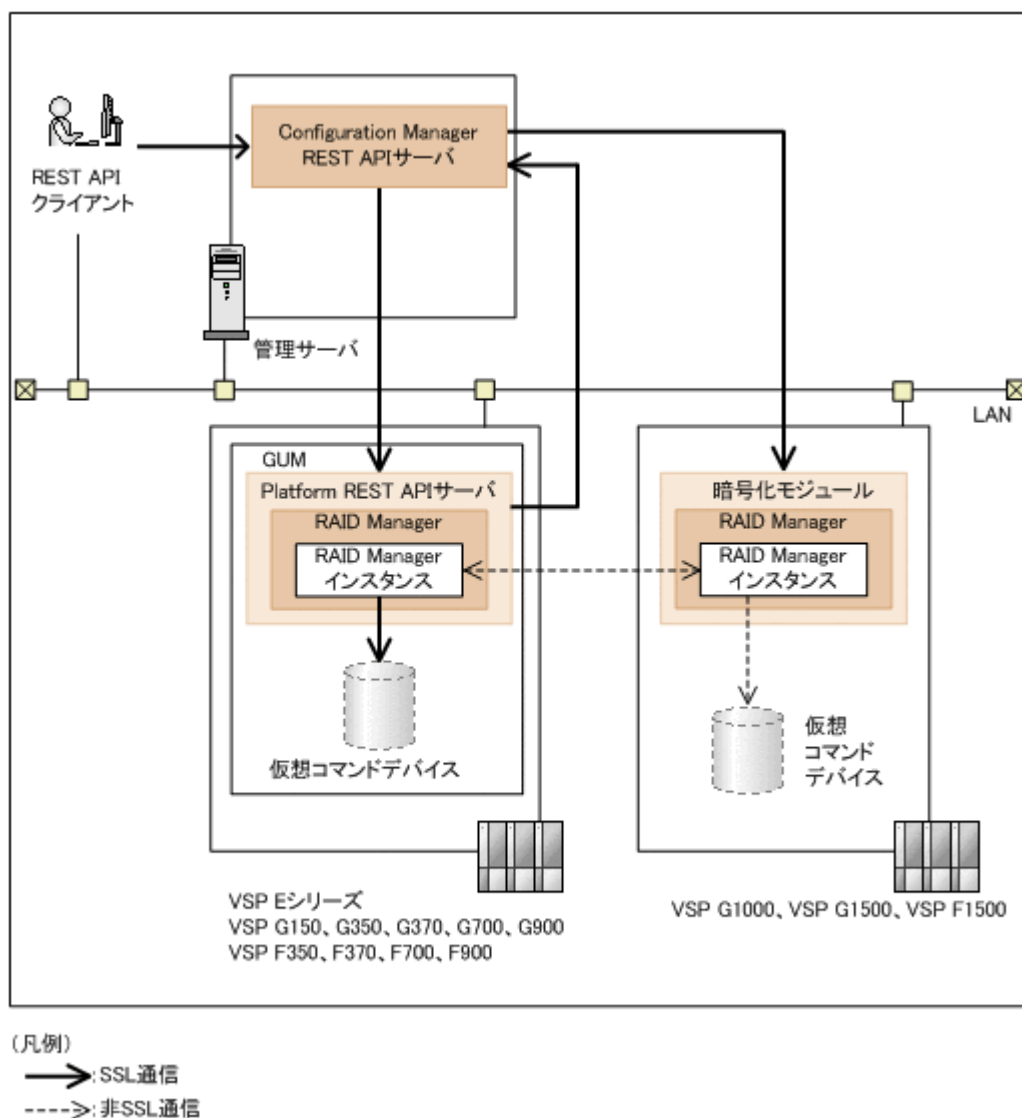 REST API
クライアント
Configuration Manager
REST APIサーバ
管理サーバ
LAN
GUM
Platform REST APIサーバ
RAID Manager
RAID Manager
インスタンス
仮想コマンドデバイス
暗号化モジュール
RAID Manager
RAID Manager
インスタンス
仮想
コマンド
デバイス
VSP Eシリーズ
VSP G150、G350、G370、G700、G900
VSP F350、F370、F700、F900
VSP G1000、VSP G1500、VSP F1500
(凡例)
:SSL通信
:非SSL通信